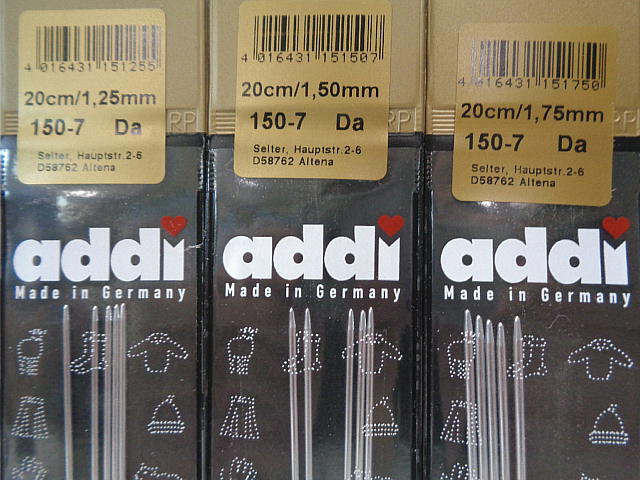 4 016431 151255
20cm/1,25mm
150-7 Da
Selter, Hauptstr.2-6
D58762 Altena
addi
Made in Germany
4 016431 151507
20cm/1,50mm
150-7 Da
Selter, Hauptstr.2-6
D58762 Altena
addi
Made in Germany
4 016431 151750
20cm/1,75mm
150-7 Da
Selter, Hauptstr.2-6
D58762 Altena
addi
Made in Germany